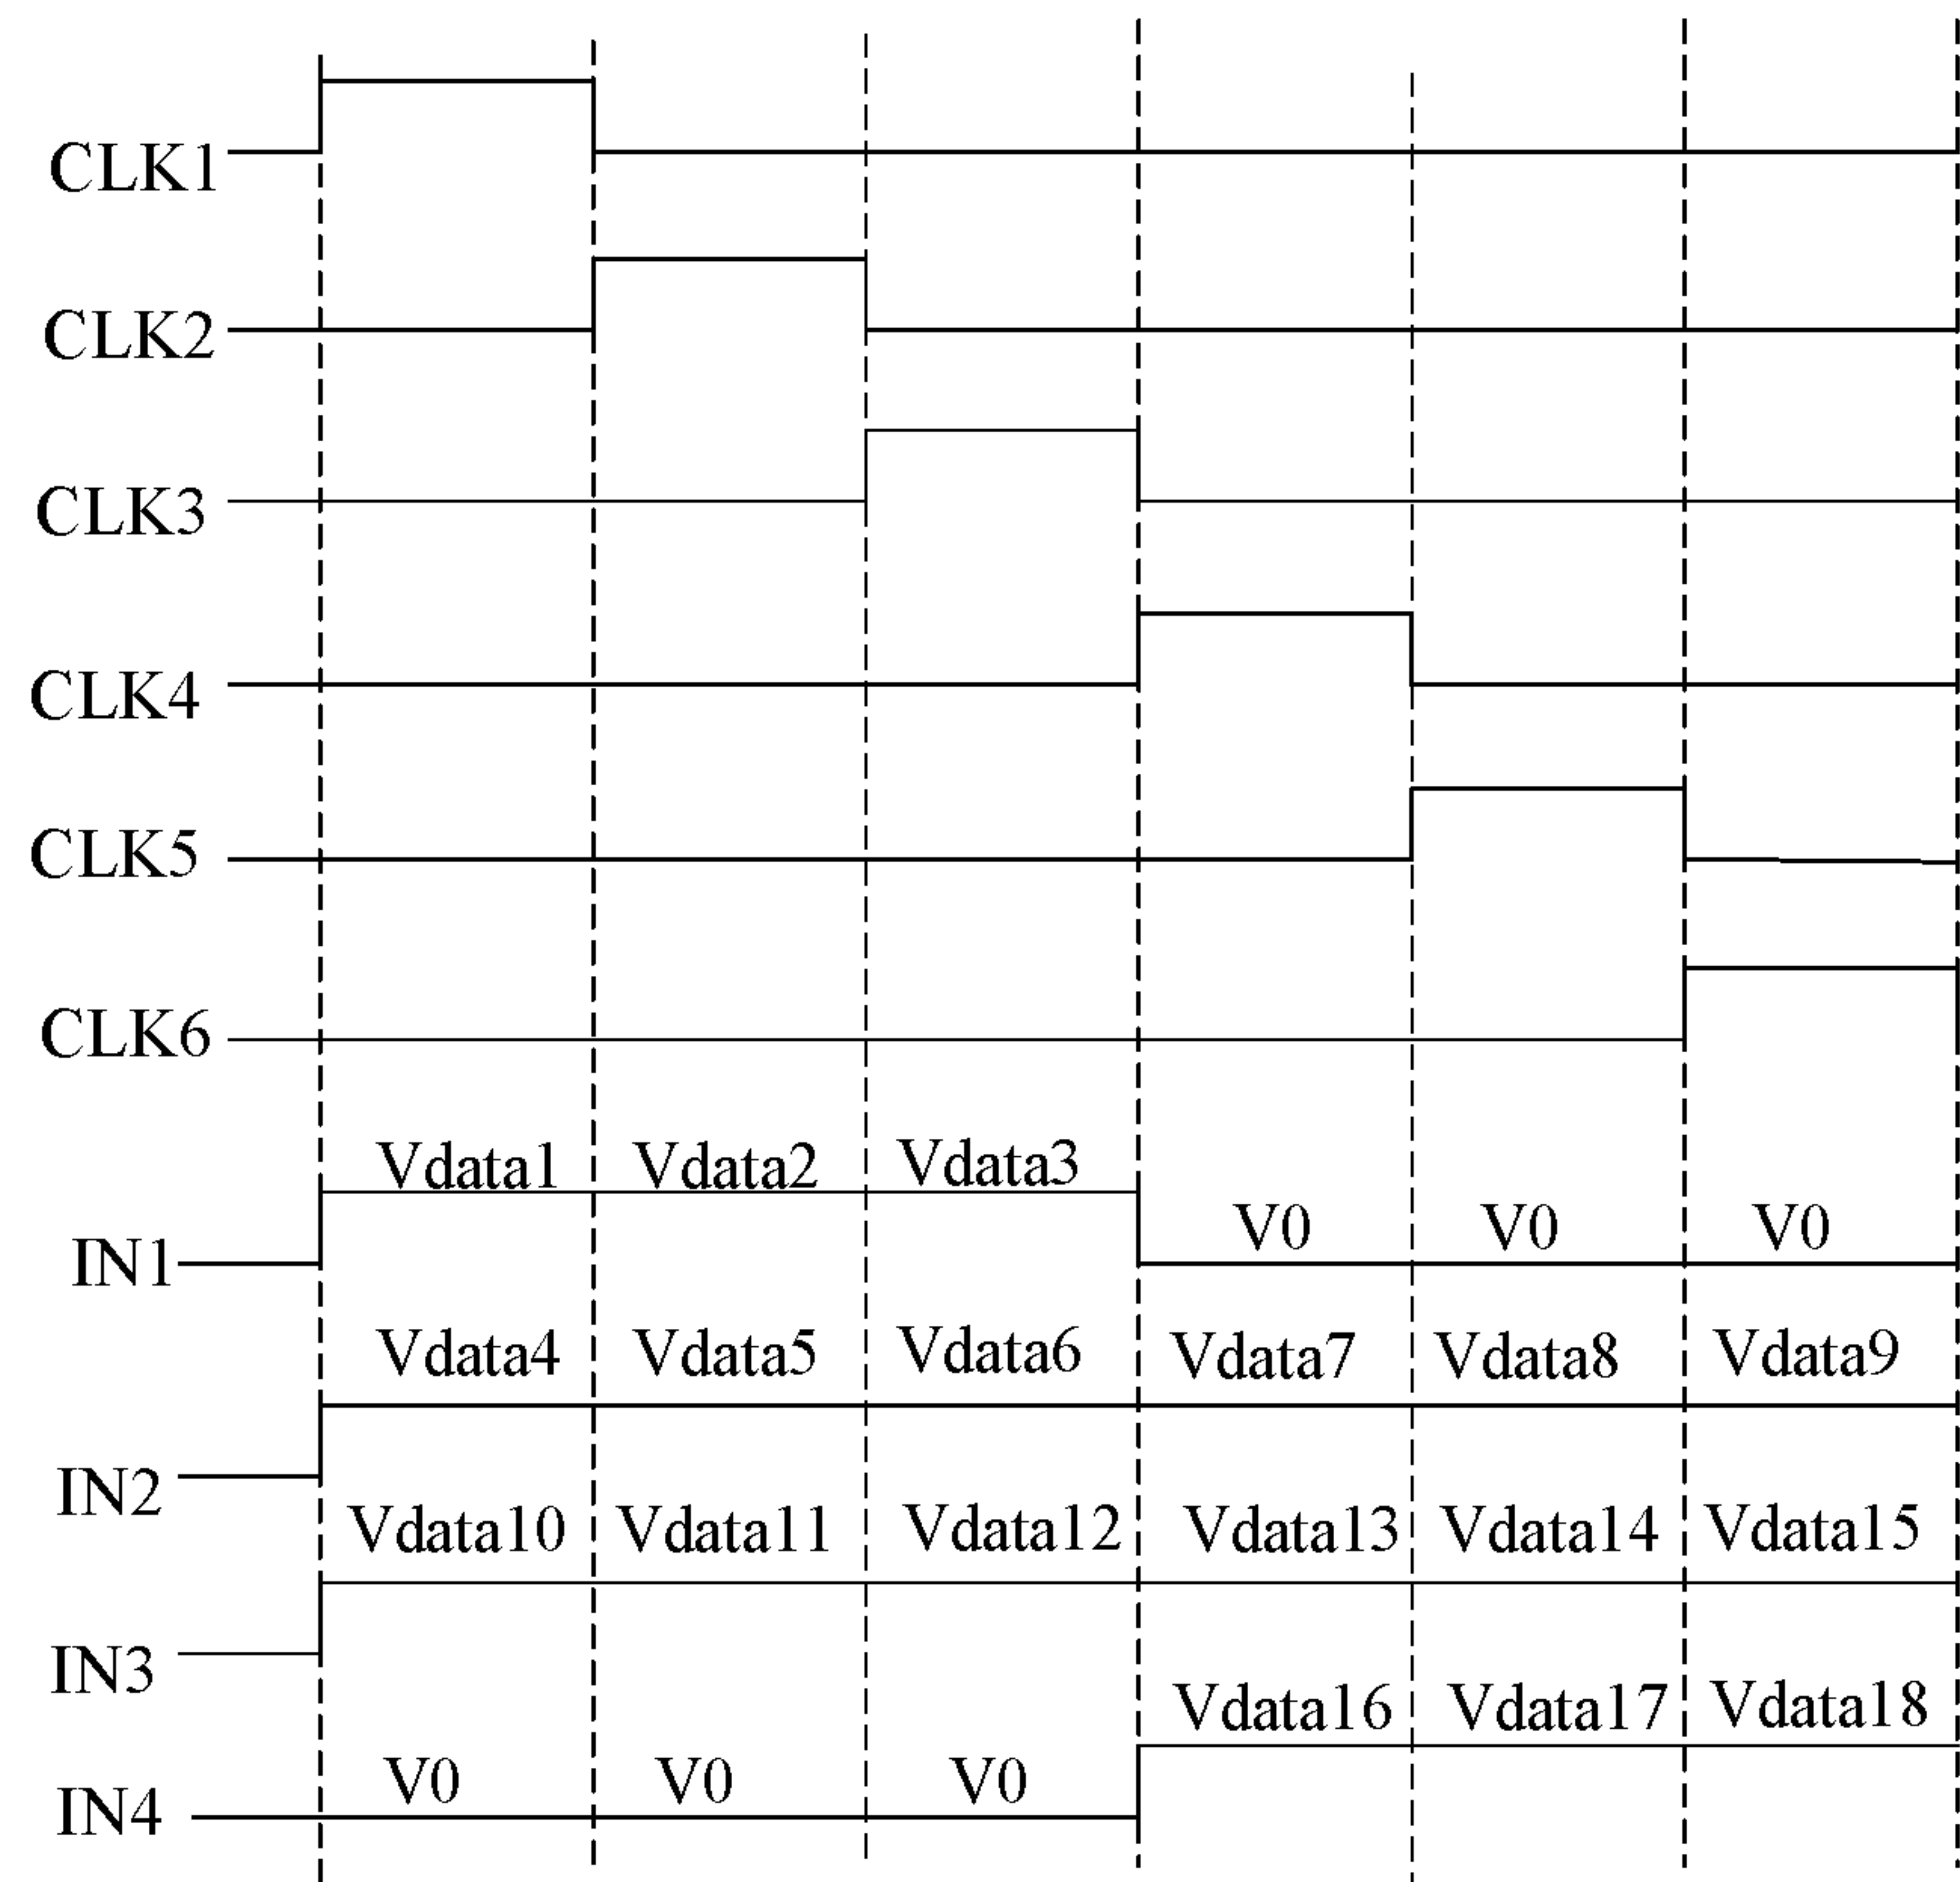 CLK1
CLK2
CLK3
CLK4
CLK5
CLK6
Vdata1 Vdata2 Vdata3
IN1 V0 V0 V0
Vdata4 Vdata5 Vdata6 Vdata7 Vdata8 Vdata9
IN2
Vdata10 Vdata11 Vdata12 Vdata13 Vdata14 Vdata15
IN3
Vdata16 Vdata17 Vdata18
IN4 V0 V0 V0